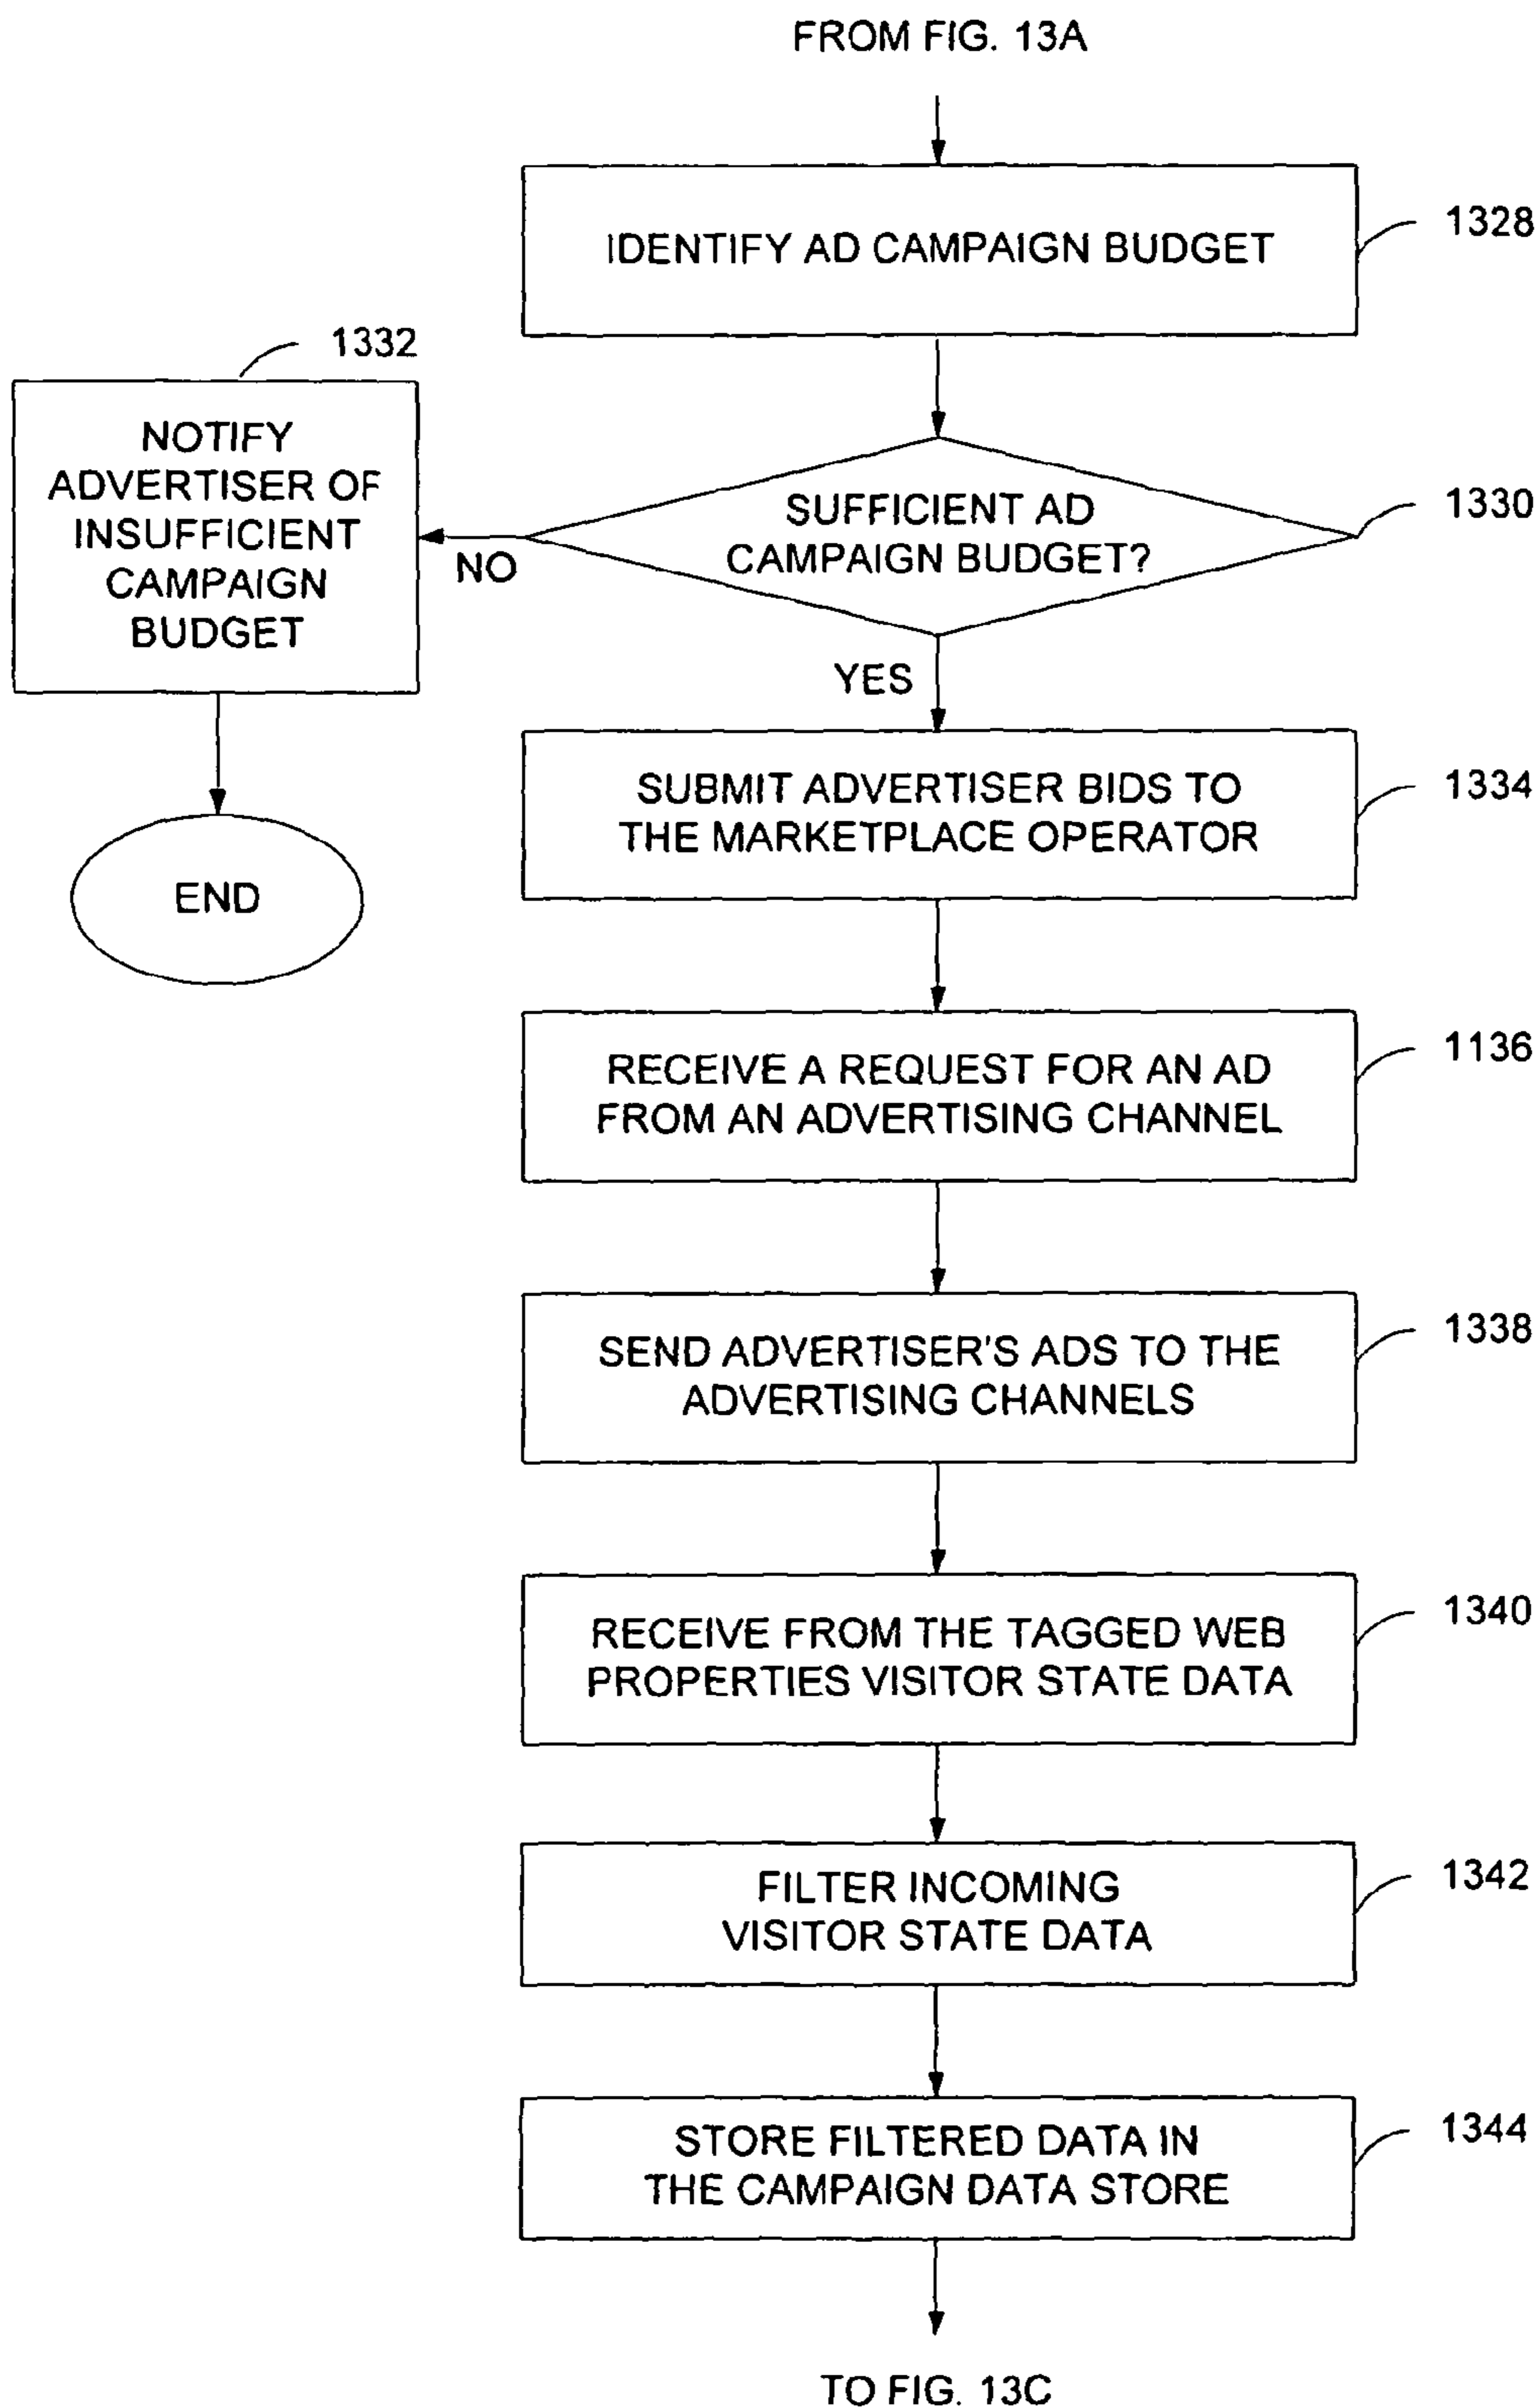 FROM FIG. 13A
IDENTIFY AD CAMPAIGN BUDGET
1328
1332
NOTIFY
ADVERTISER OF
INSUFFICIENT
CAMPAIGN
BUDGET
SUFFICIENT AD
CAMPAIGN BUDGET?
1330
NO
YES
END
SUBMIT ADVERTISER BIDS TO
THE MARKETPLACE OPERATOR
1334
RECEIVE A REQUEST FOR AN AD
FROM AN ADVERTISING CHANNEL
1136
SEND ADVERTISER'S ADS TO THE
ADVERTISING CHANNELS
1338
RECEIVE FROM THE TAGGED WEB
PROPERTIES VISITOR STATE DATA
1340
FILTER INCOMING
VISITOR STATE DATA
1342
STORE FILTERED DATA IN
THE CAMPAIGN DATA STORE
1344
TO FIG. 13C